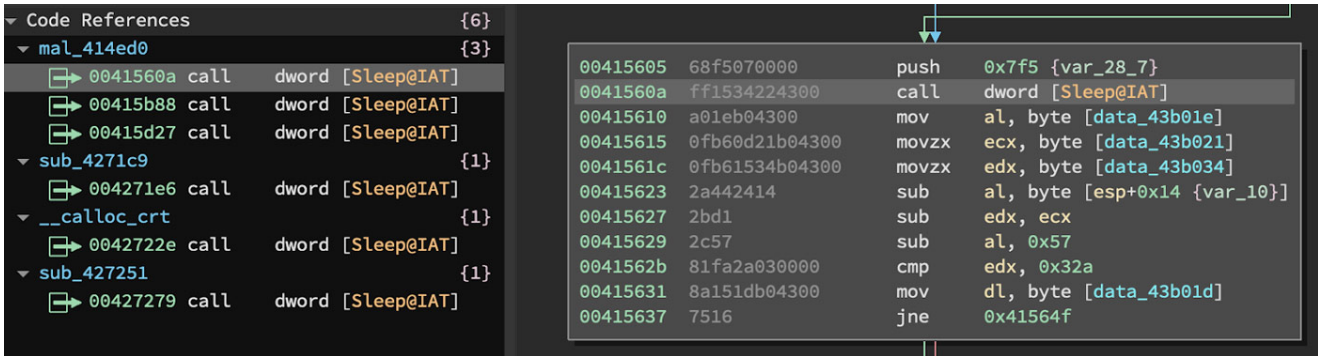 Code References {6}
mal_414ed0 {3}
0041560a call dword [Sleep@IAT]
00415b88 call dword [Sleep@IAT]
00415d27 call dword [Sleep@IAT]
sub_4271c9 {1}
004271e6 call dword [Sleep@IAT]
__calloc_crt {1}
0042722e call dword [Sleep@IAT]
sub_427251 {1}
00427279 call dword [Sleep@IAT]
00415605 68f5070000 push 0x7f5 {var_28_7}
0041560a ff1534224300 call dword [Sleep@IAT]
00415610 a01eb04300 mov al, byte [data_43b01e]
00415615 0fb60d21b04300 movzx ecx, byte [data_43b021]
0041561c 0fb61534b04300 movzx edx, byte [data_43b034]
00415623 2a442414 sub al, byte [esp+0x14 {var_10}]
00415627 2bd1 sub edx, ecx
00415629 2c57 sub al, 0x57
0041562b 81fa2a030000 cmp edx, 0x32a
00415631 8a151db04300 mov dl, byte [data_43b01d]
00415637 7516 jne 0x41564f